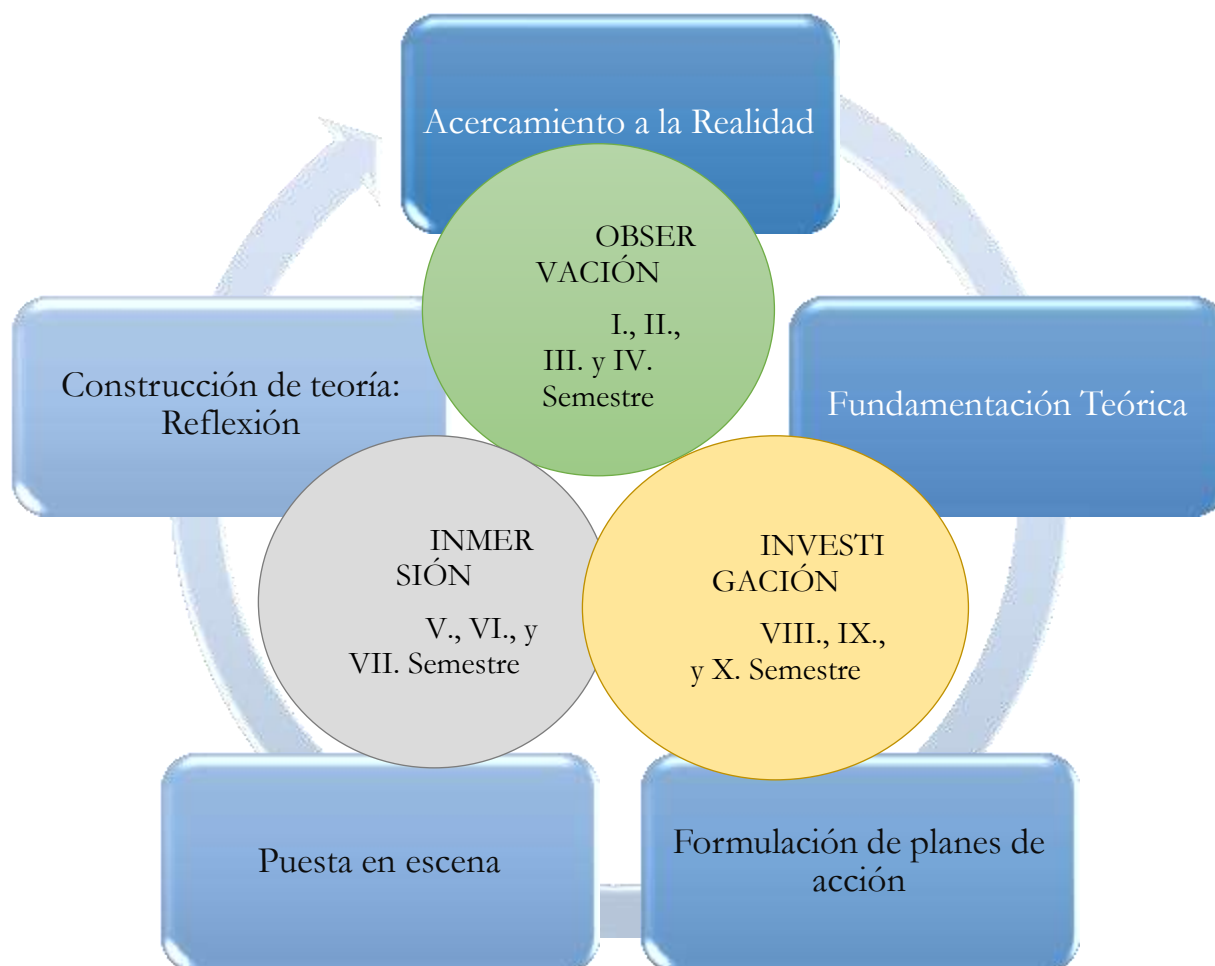 Acercamiento a la Realidad
OBSER
VACIÓN
I., II.,
III. y IV.
Semestre
Construcción de teoría:
Reflexión
Fundamentación Teórica
INMER
SIÓN
V., VI., y
VII. Semestre
INVESTI
GACIÓN
VIII., IX.,
y X. Semestre
Puesta en escena
Formulación de planes de
acción